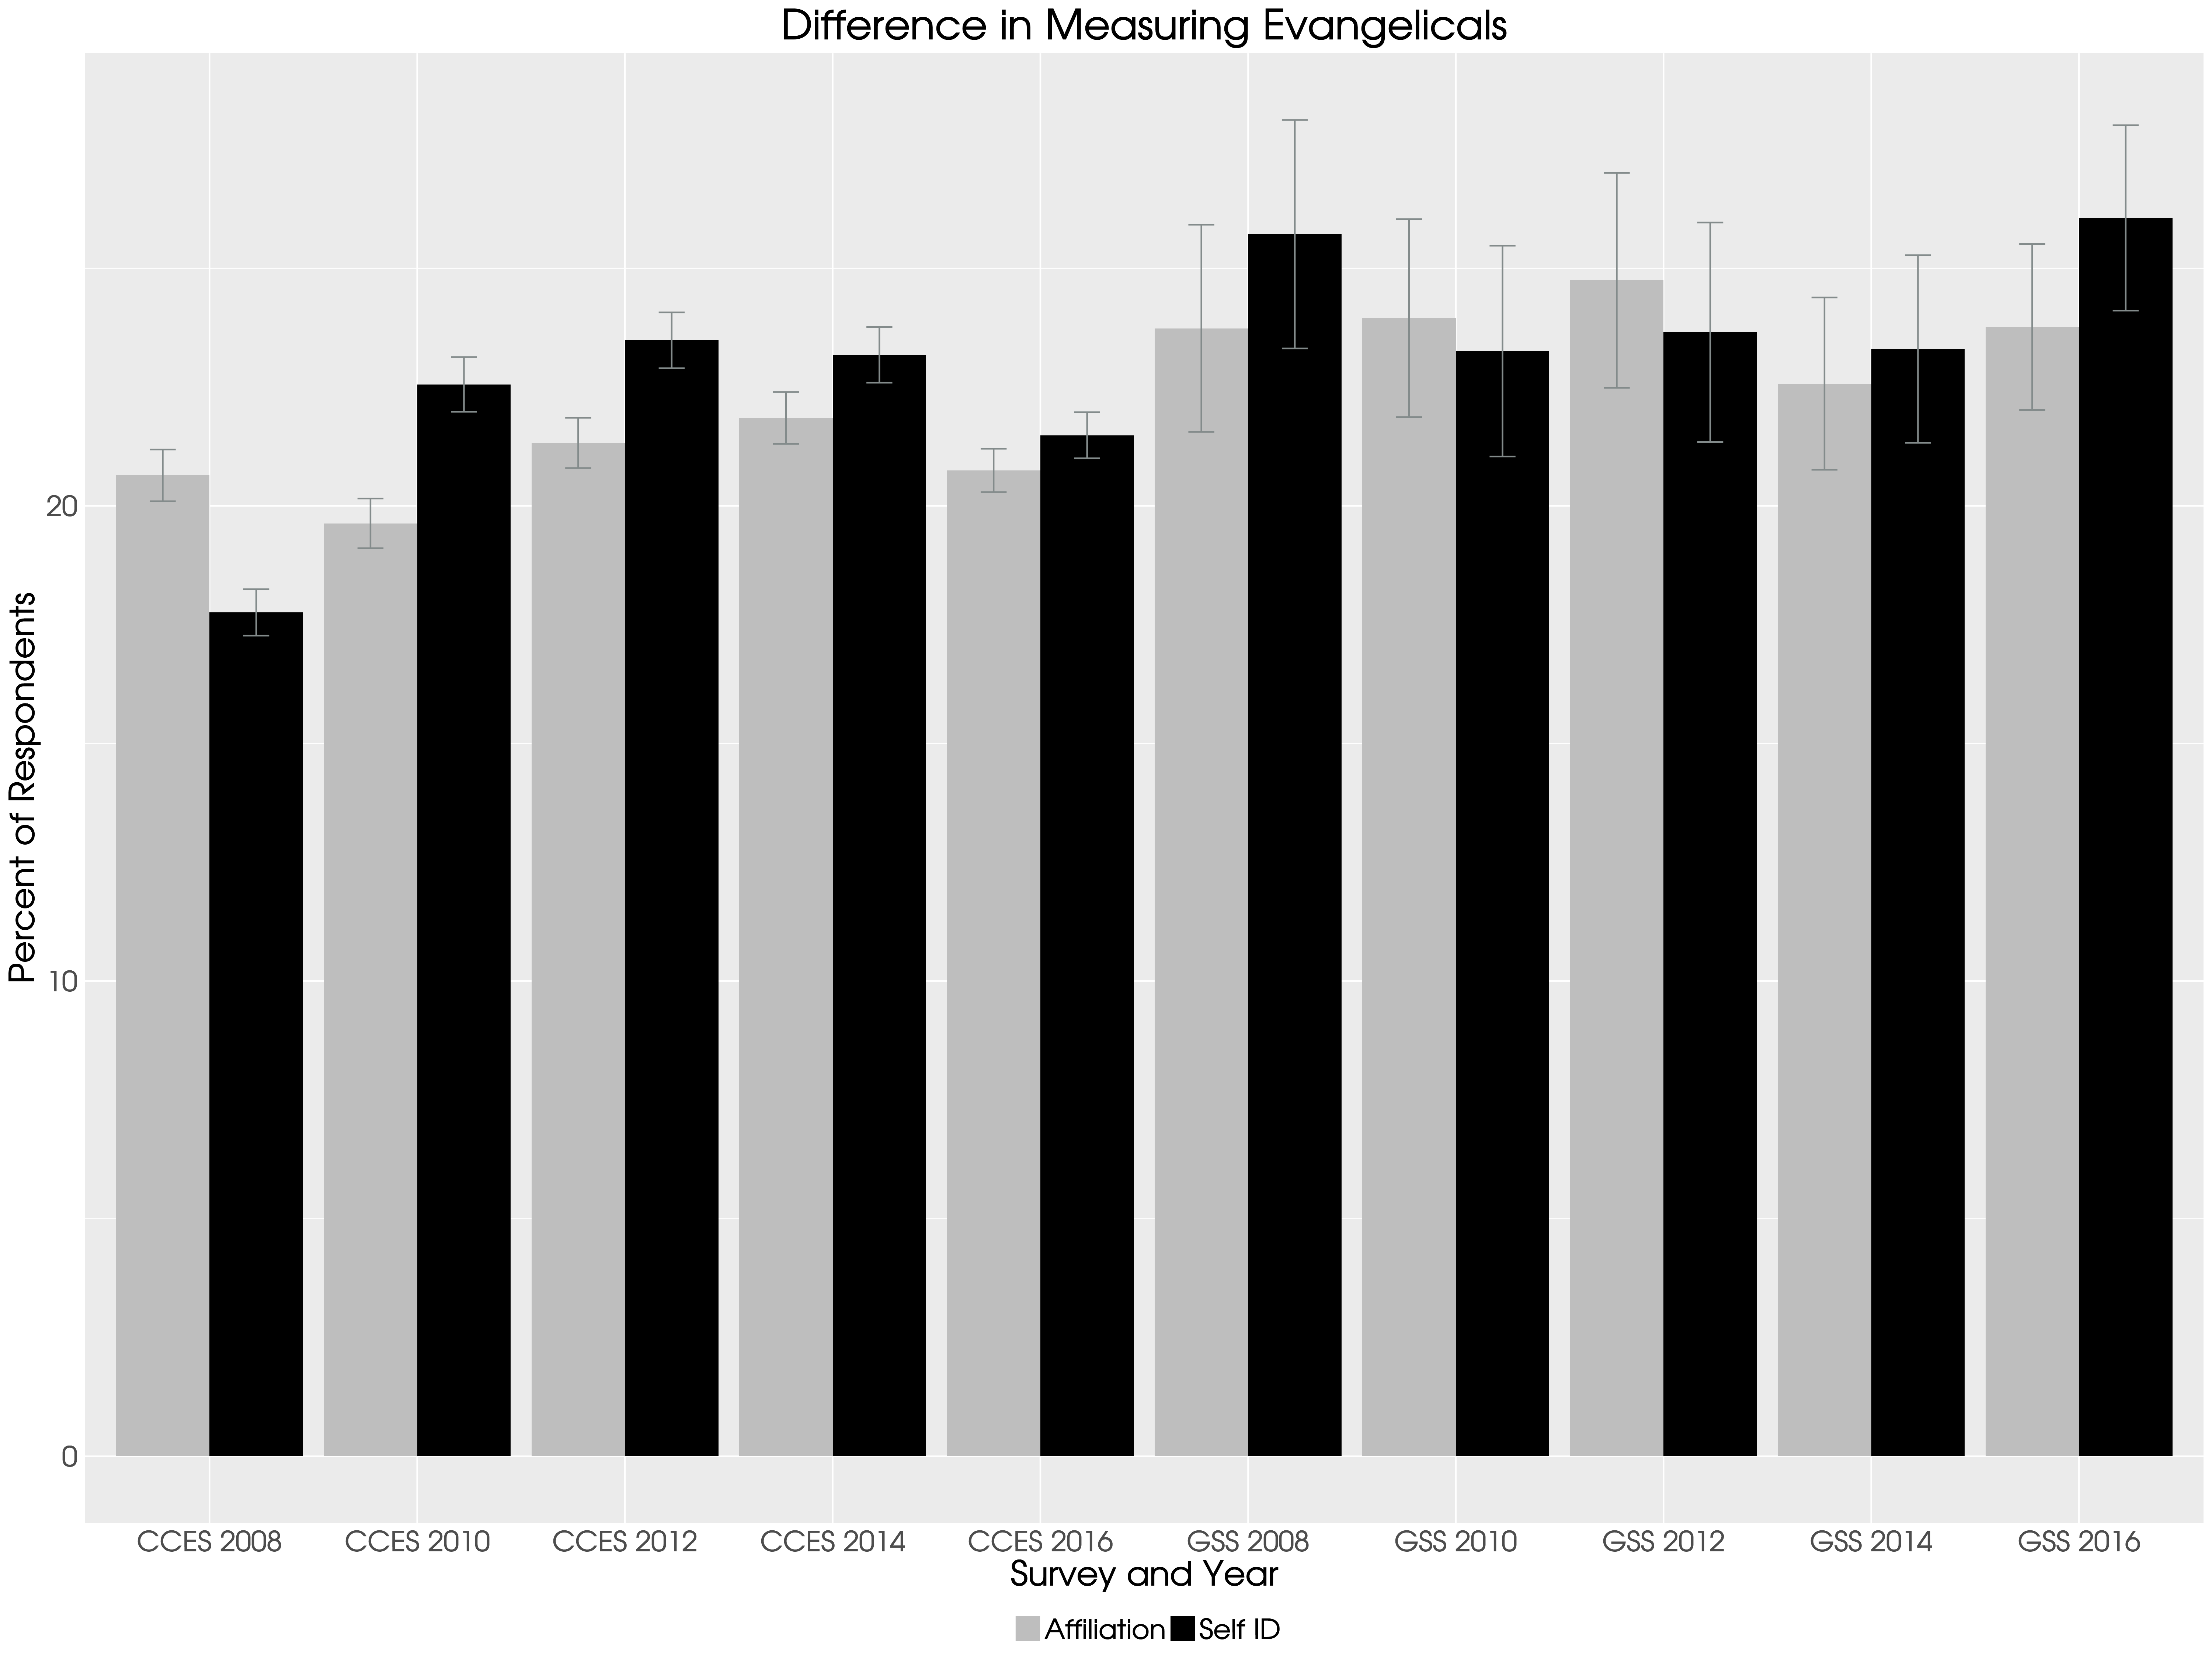 Difference in Measuring Evangelicals
Percent of Respondents
20
10
0
CCES 2008 CCES 2010 CCES 2012 CCES 2014 CCES 2016 GSS 2008 GSS 2010 GSS 2012 GSS 2014 GSS 2016
Survey and Year
Affiliation Self ID